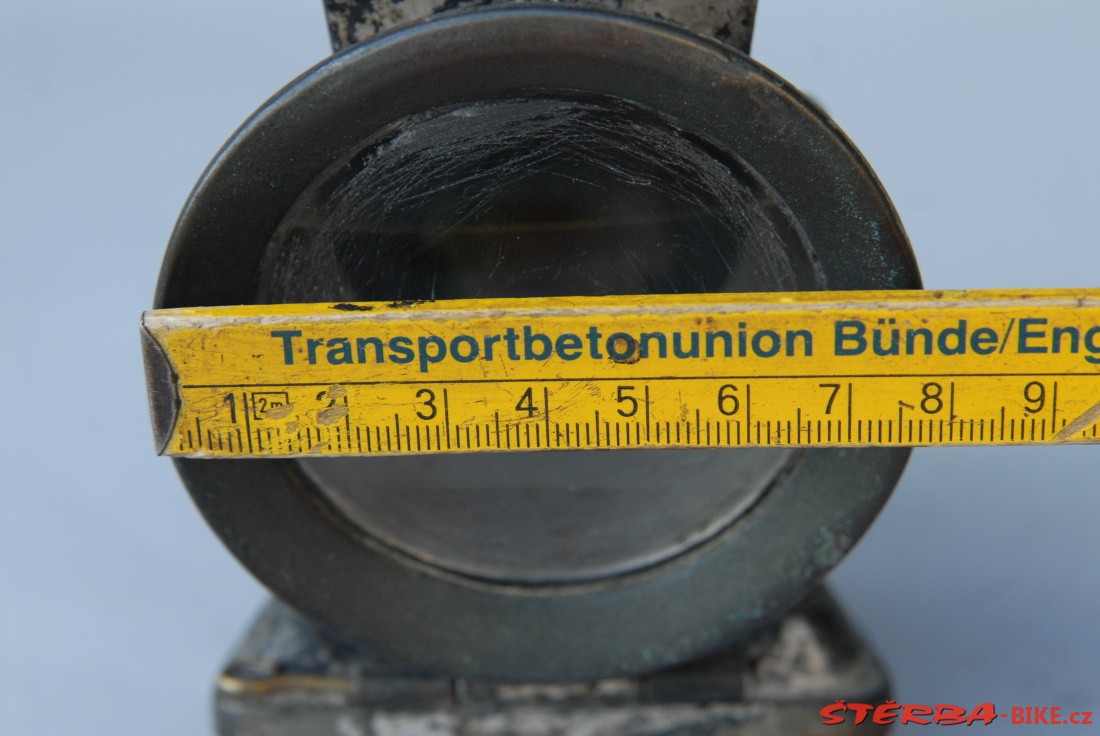 Transportbetonunion Bünde/Eng
1 2m 2 3 4 5 6 7 8 9
ŠTĚRBA-BIKE.cz